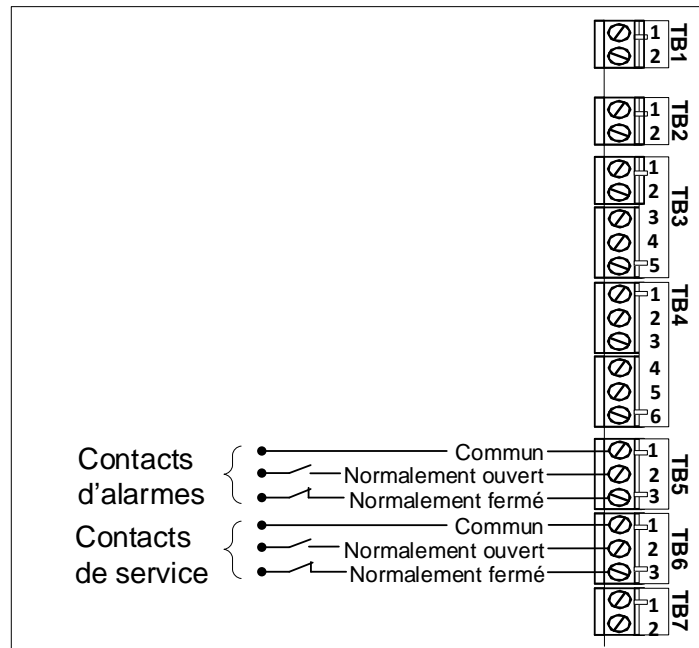 1
2
TB1
1
2
TB2
1
2
3
4
5
TB3
1
2
3
4
5
6
TB4
Contacts
d’alarmes
Commun
Normalement ouvert
Normalement fermé
1
2
3
TB5
Contacts
de service
Commun
Normalement ouvert
Normalement fermé
1
2
3
TB6
1
2
TB7